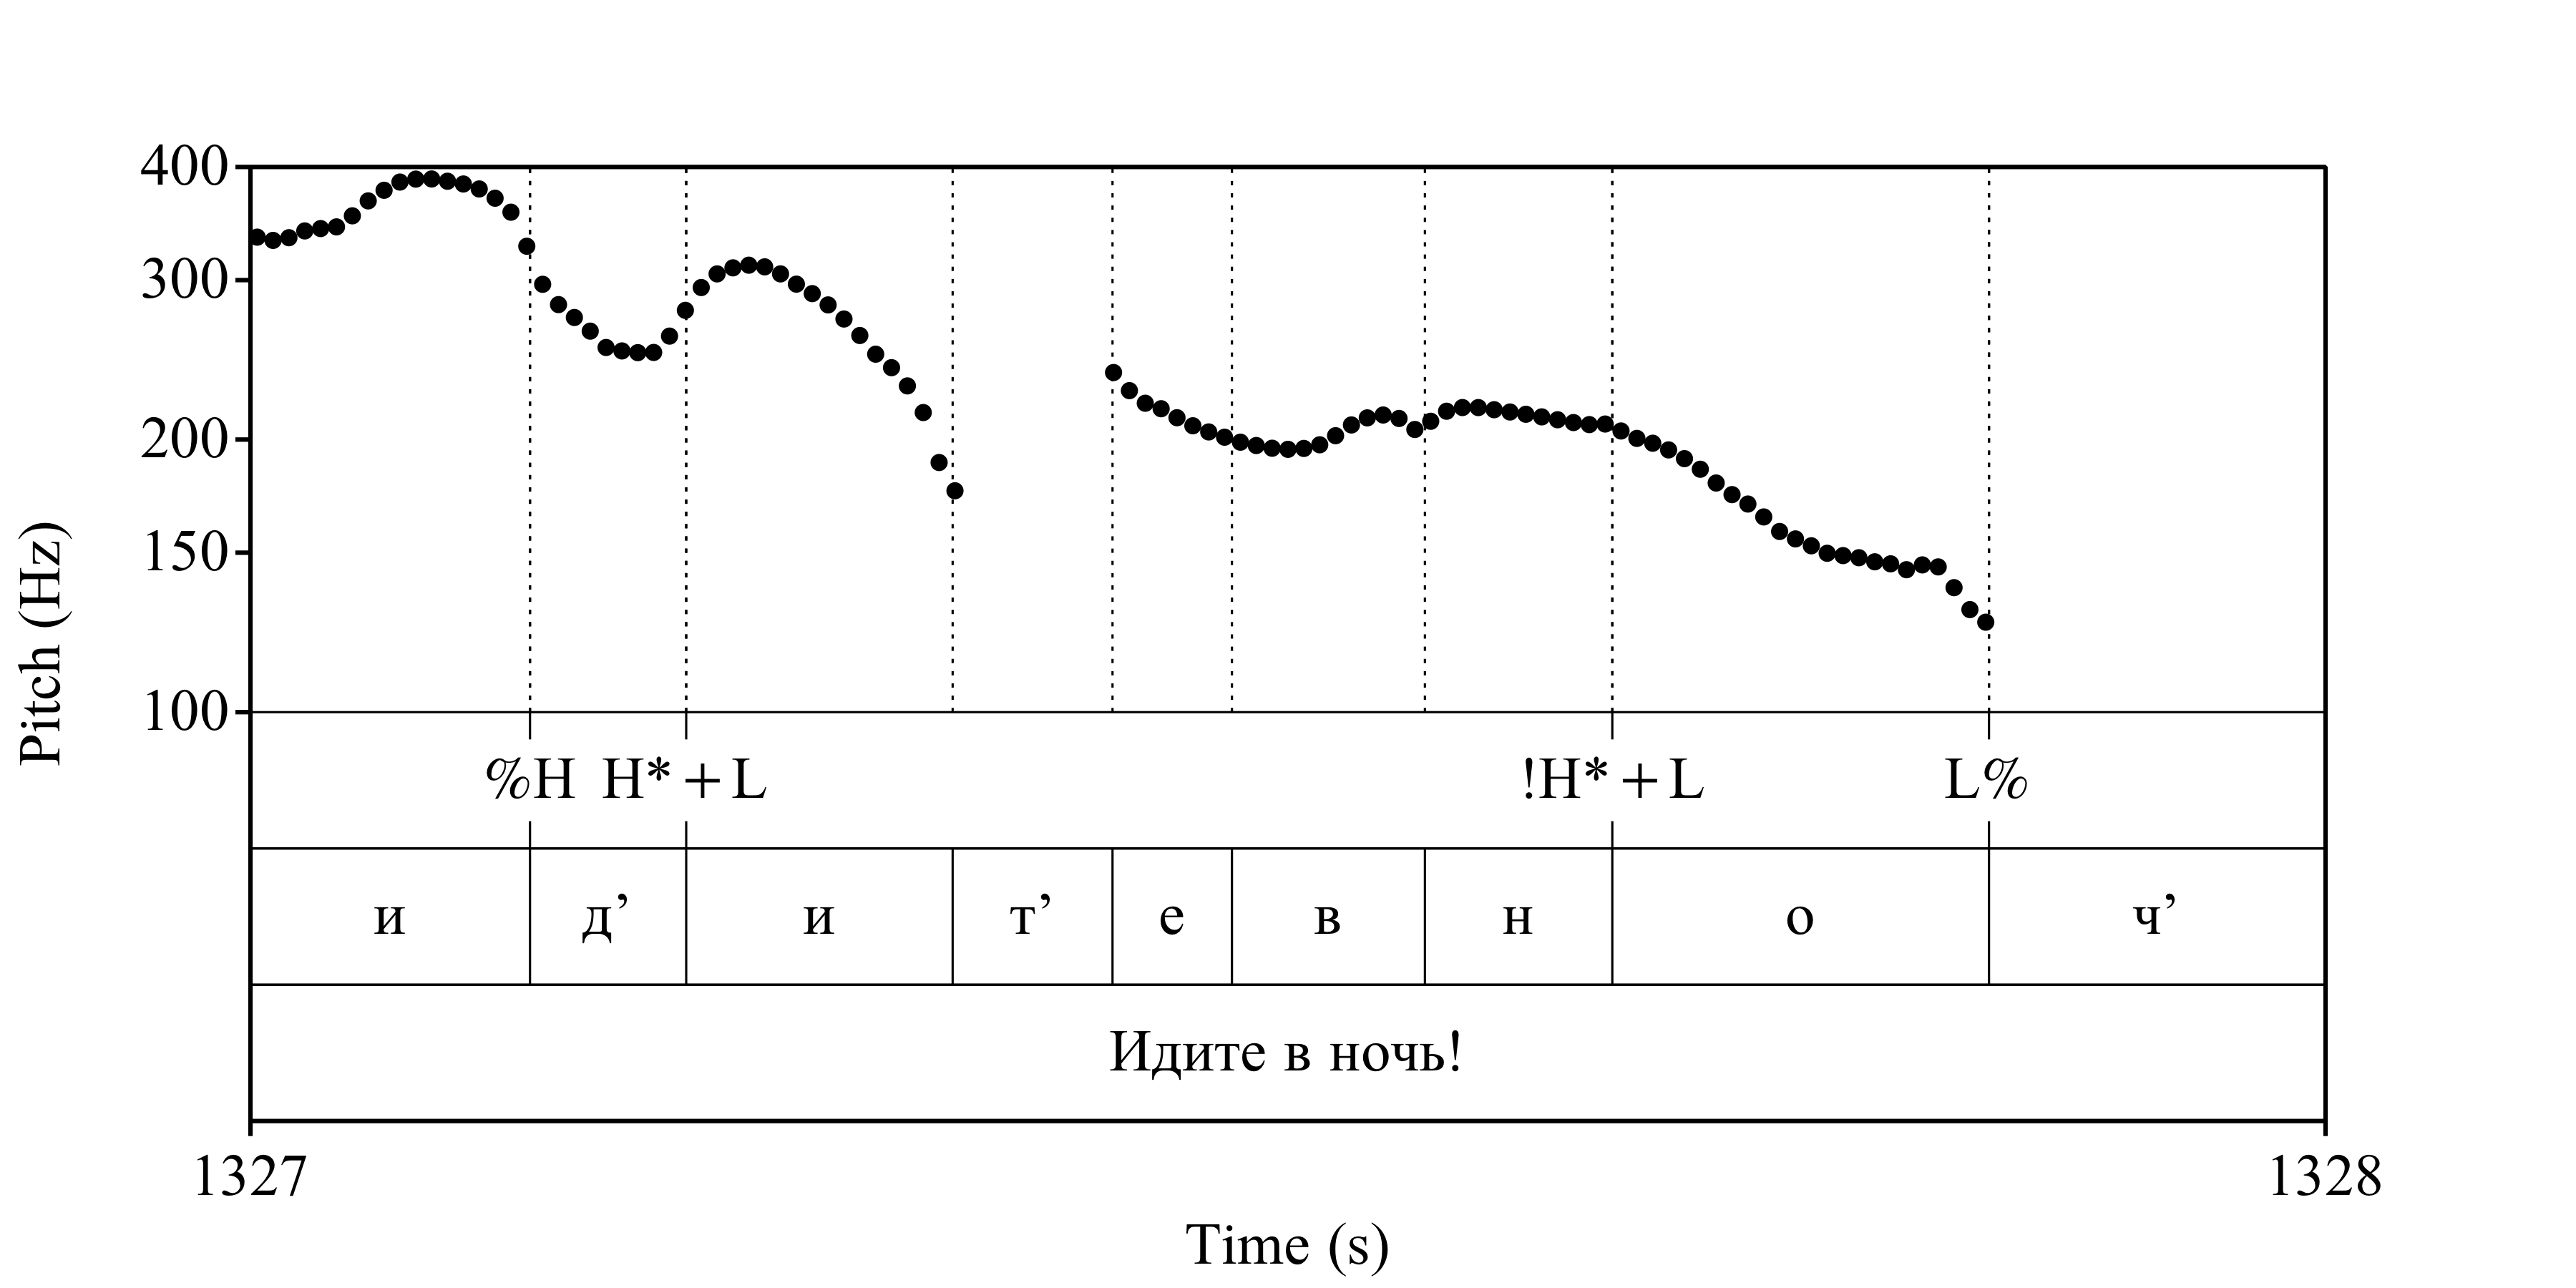 400
300
200
150
100
Pitch (Hz)
%H H* + L !H* + L L%
и д’ и т’ е в н о ч’
Идите в ночь!
1327 1328
Time (s)